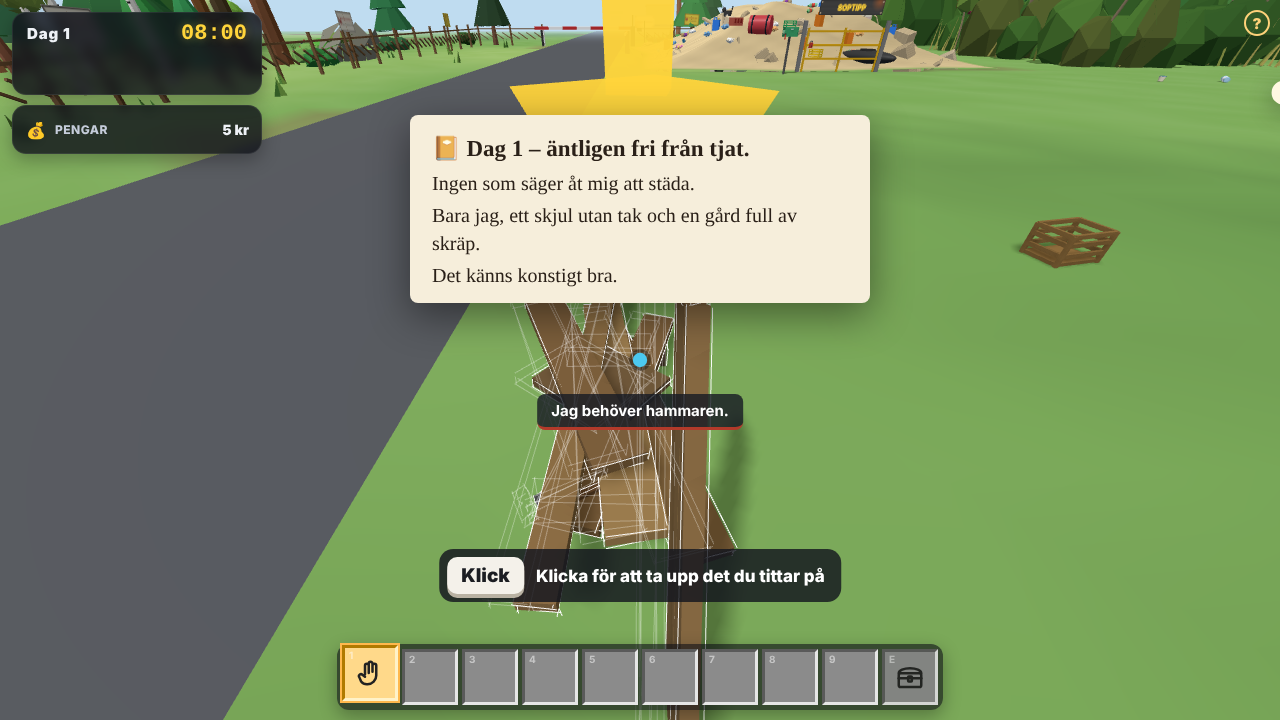 Dag 1
08:00
PENGAR
5 kr
SOPTIPP
?
Dag 1 – äntligen fri från tjat.
Ingen som säger åt mig att städa.
Bara jag, ett skjul utan tak och en gård full av
skräp.
Det känns konstigt bra.
Jag behöver hammaren.
Klick
Klicka för att ta upp det du tittar på
1
2
3
4
5
6
7
8
9
E